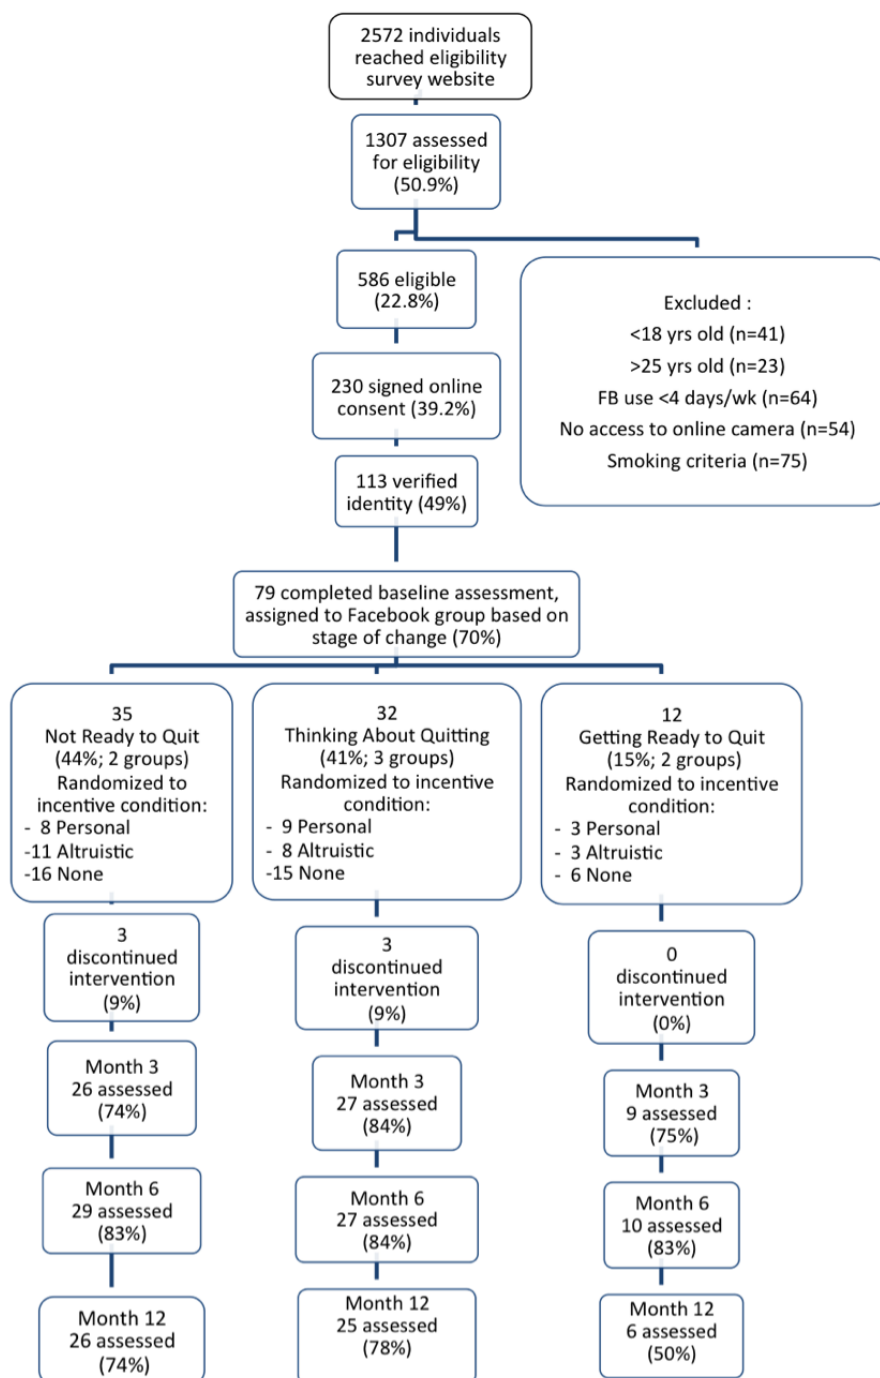 2572 individuals
reached eligibility
survey website
1307 assessed
for eligibility
(50.9%)
586 eligible
(22.8%)
Excluded :
<18 yrs old (n=41)
>25 yrs old (n=23)
FB use <4 days/wk (n=64)
No access to online camera (n=54)
Smoking criteria (n=75)
230 signed online
consent (39.2%)
113 verified
identity (49%)
79 completed baseline assessment,
assigned to Facebook group based on
stage of change (70%)
35
Not Ready to Quit
(44%; 2 groups)
Randomized to
incentive condition:
- 8 Personal
-11 Altruistic
-16 None
32
Thinking About Quitting
(41%; 3 groups)
Randomized to incentive
condition:
- 9 Personal
- 8 Altruistic
-15 None
12
Getting Ready to Quit
(15%; 2 groups)
Randomized to incentive
condition:
- 3 Personal
- 3 Altruistic
- 6 None
3
discontinued
intervention
(9%)
3
discontinued
intervention
(9%)
0
discontinued
intervention
(0%)
Month 3
26 assessed
(74%)
Month 3
27 assessed
(84%)
Month 3
9 assessed
(75%)
Month 6
29 assessed
(83%)
Month 6
27 assessed
(84%)
Month 6
10 assessed
(83%)
Month 12
26 assessed
(74%)
Month 12
25 assessed
(78%)
Month 12
6 assessed
(50%)